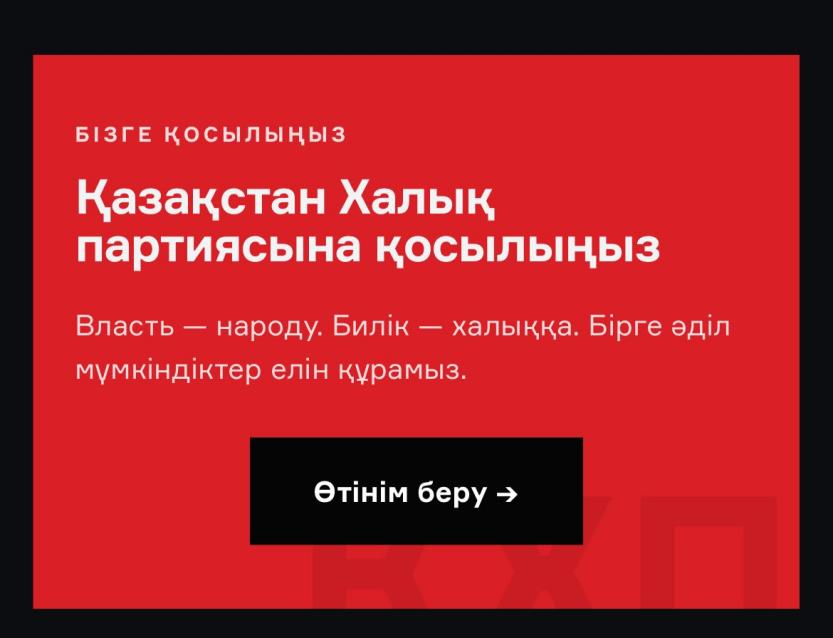 БІЗГЕ ҚОСЫЛЫҢЫЗ
Қазақстан Халық
партиясына қосылыңыз
Власть — народу. Билік — халыққа. Бірге әділ
мүмкіндіктер елін құрамыз.
Өтінім беру →
ҚХП